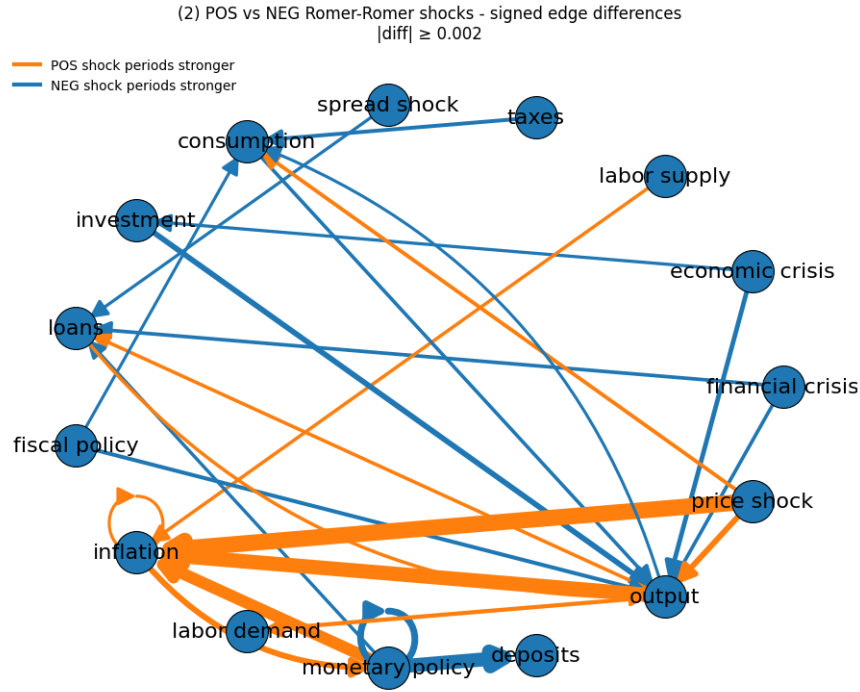 (2) POS vs NEG Romer-Romer shocks - signed edge differences
|diff| ≥ 0.002
POS shock periods stronger
NEG shock periods stronger
spread shock
taxes
consumption
labor supply
investment
economic crisis
loans
financial crisis
fiscal policy
price shock
inflation
output
labor demand
deposits
monetary policy